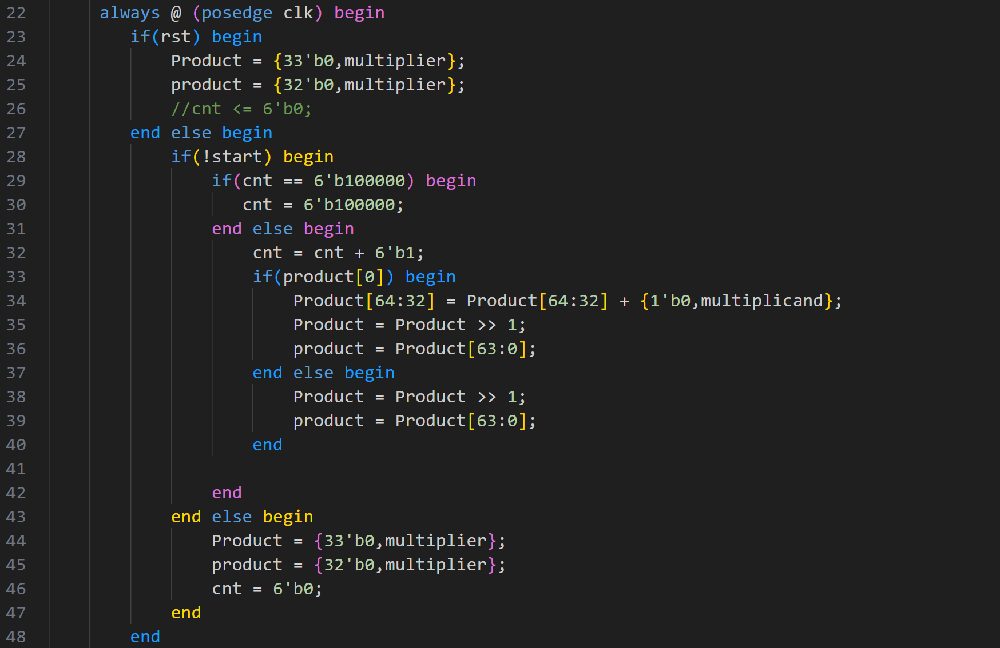 22 always @ (posedge clk) begin
23 if(rst) begin
24 Product = {33'b0,multiplier};
25 product = {32'b0,multiplier};
26 //cnt <= 6'b0;
27 end else begin
28 if(!start) begin
29 if(cnt == 6'b100000) begin
30 cnt = 6'b100000;
31 end else begin
32 cnt = cnt + 6'b1;
33 if(product[0]) begin
34 Product[64:32] = Product[64:32] + {1'b0,multiplicand};
35 Product = Product >> 1;
36 product = Product[63:0];
37 end else begin
38 Product = Product >> 1;
39 product = Product[63:0];
40 end
41
42 end
43 end else begin
44 Product = {33'b0,multiplier};
45 product = {32'b0,multiplier};
46 cnt = 6'b0;
47 end
48 end